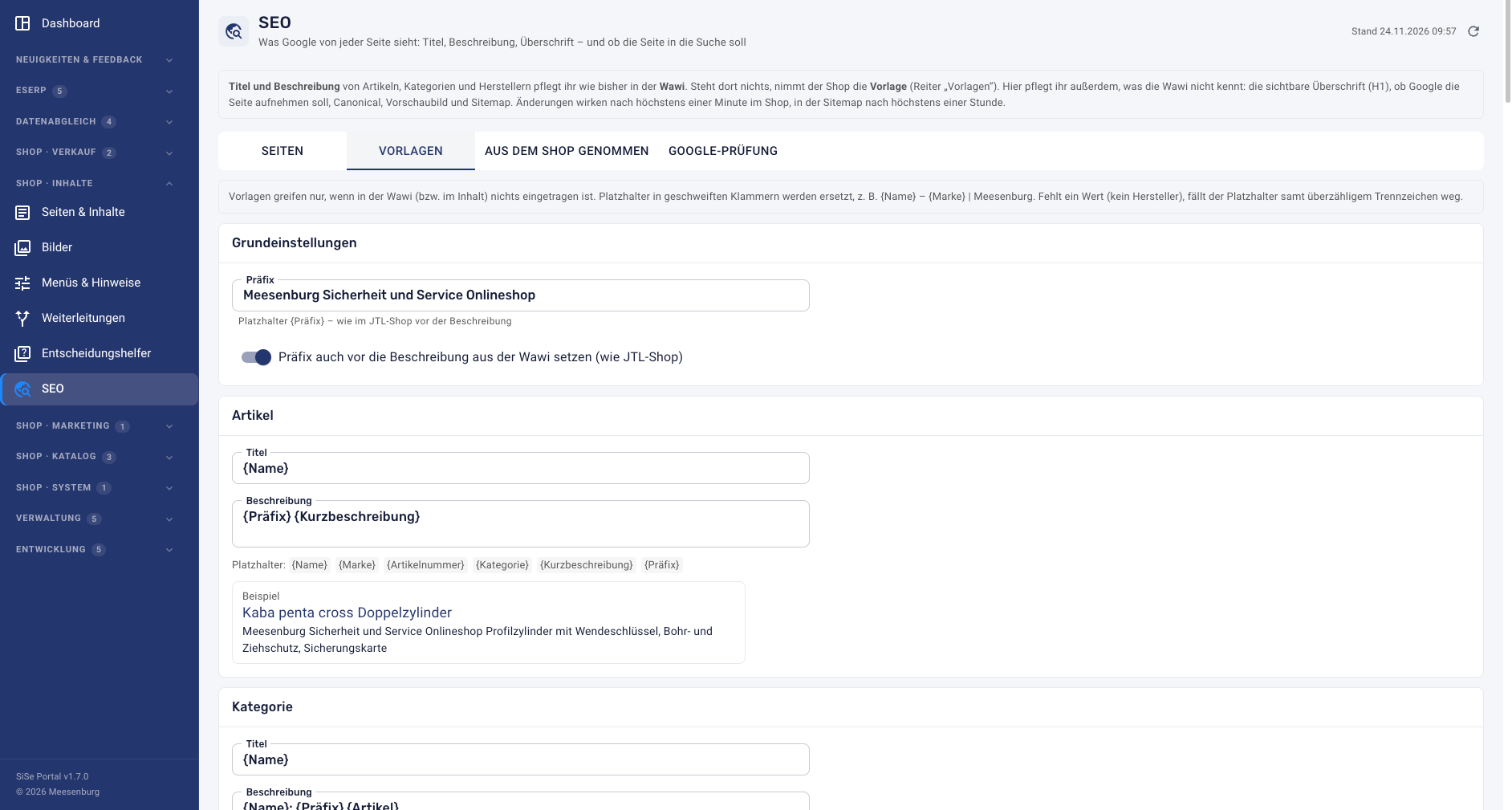 Dashboard
NEUIGKEITEN & FEEDBACK
ESERP 5
DATENABGLEICH 4
SHOP · VERKAUF 2
SHOP · INHALTE
Seiten & Inhalte
Bilder
Menüs & Hinweise
Weiterleitungen
Entscheidungshelfer
SEO
SHOP · MARKETING 1
SHOP · KATALOG 3
SHOP · SYSTEM 1
VERWALTUNG 5
ENTWICKLUNG 5
SiSe Portal v1.7.0
© 2026 Meesenburg
SEO
Was Google von jeder Seite sieht: Titel, Beschreibung, Überschrift – und ob die Seite in die Suche soll
Stand 24.11.2026 09:57
Titel und Beschreibung von Artikeln, Kategorien und Herstellern pflegt ihr wie bisher in der Wawi. Steht dort nichts, nimmt der Shop die Vorlage (Reiter „Vorlagen"). Hier pflegt ihr außerdem, was die Wawi nicht kennt: die sichtbare Überschrift (H1), ob Google die
Seite aufnehmen soll, Canonical, Vorschaubild und Sitemap. Änderungen wirken nach höchstens einer Minute im Shop, in der Sitemap nach höchstens einer Stunde.
SEITEN
VORLAGEN
AUS DEM SHOP GENOMMEN
GOOGLE-PRÜFUNG
Vorlagen greifen nur, wenn in der Wawi (bzw. im Inhalt) nichts eingetragen ist. Platzhalter in geschweiften Klammern werden ersetzt, z. B. {Name} – {Marke} | Meesenburg. Fehlt ein Wert (kein Hersteller), fällt der Platzhalter samt überzähligem Trennzeichen weg.
Grundeinstellungen
Präfix
Meesenburg Sicherheit und Service Onlineshop
Platzhalter {Präfix} – wie im JTL-Shop vor der Beschreibung
Präfix auch vor die Beschreibung aus der Wawi setzen (wie JTL-Shop)
Artikel
Titel
{Name}
Beschreibung
{Präfix} {Kurzbeschreibung}
Platzhalter: {Name} {Marke} {Artikelnummer} {Kategorie} {Kurzbeschreibung} {Präfix}
Beispiel
Kaba penta cross Doppelzylinder
Meesenburg Sicherheit und Service Onlineshop Profilzylinder mit Wendeschlüssel, Bohr- und
Ziehschutz, Sicherungskarte
Kategorie
Titel
{Name}
Beschreibung
{Name}: {Präfix} {Artikel}